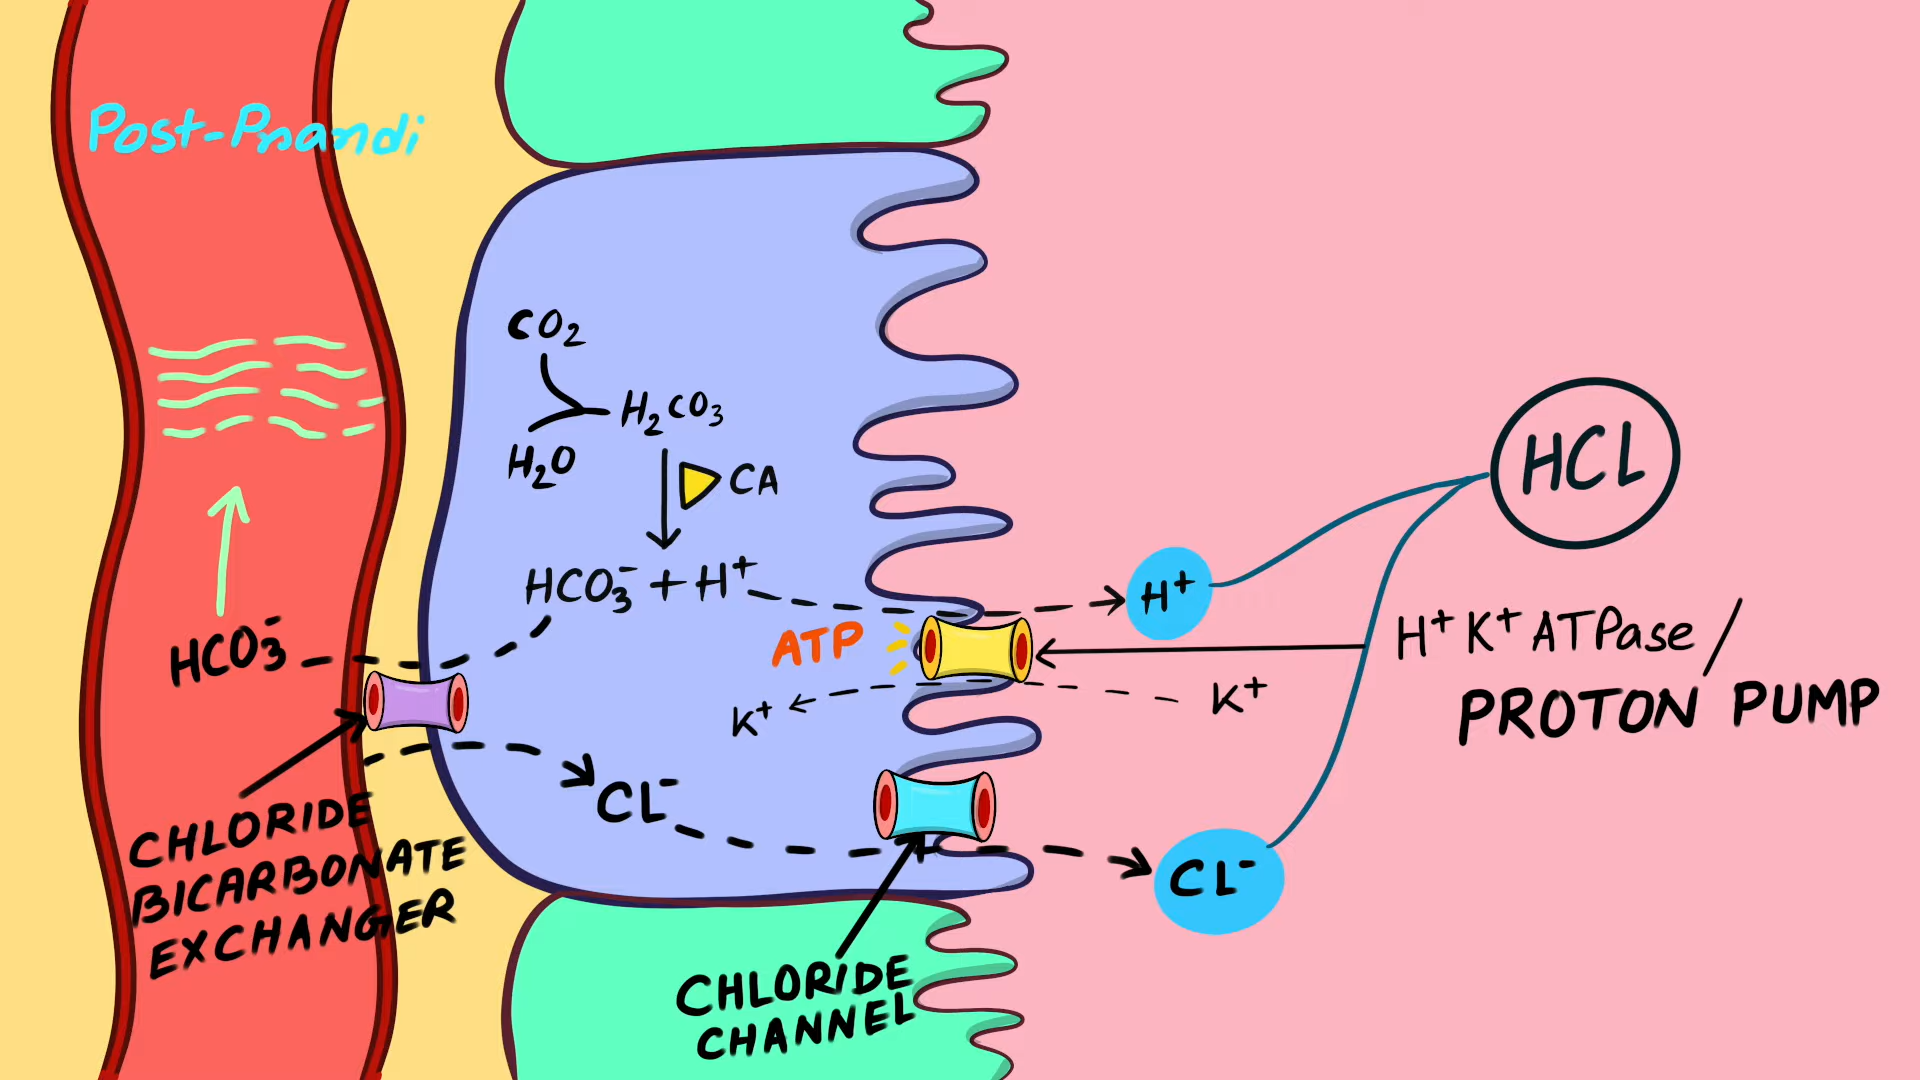 Post-Prandi
CO2
H2O
H2CO3
CA
HCO3- + H+
ATP
K+
H+
HCL
H+ K+ ATPase /
PROTON PUMP
K+
HCO3-
CL-
CL-
CHLORIDE
BICARBONATE
EXCHANGER
CHLORIDE
CHANNEL